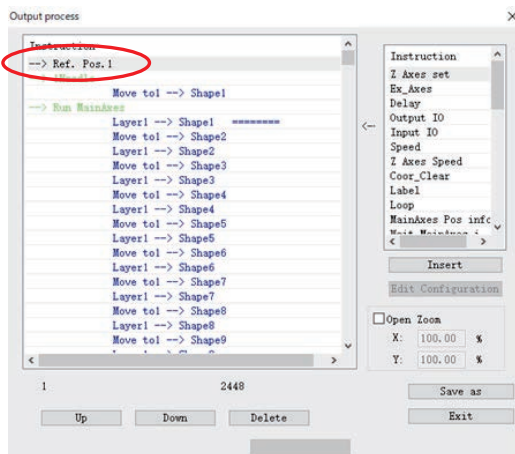 Output process
Instruction
--> Ref. Pos.1
Move to1 --> Shape1
--> Run MainAxes
Layer1 --> Shape1 ========
Move to1 --> Shape2
Layer1 --> Shape2
Move to1 --> Shape3
Layer1 --> Shape3
Move to1 --> Shape4
Layer1 --> Shape4
Move to1 --> Shape5
Layer1 --> Shape5
Move to1 --> Shape6
Layer1 --> Shape6
Move to1 --> Shape7
Layer1 --> Shape7
Move to1 --> Shape8
Layer1 --> Shape8
Move to1 --> Shape9
1 2448
Up Down Delete
<--
Instruction
Z Axes set
Ex_Axes
Delay
Output IO
Input IO
Speed
Z Axes Speed
Coor_Clear
Label
Loop
MainAxes Pos info
Insert
Edit Configuration
Open Zoom
X: 100.00 %
Y: 100.00 %
Save as
Exit